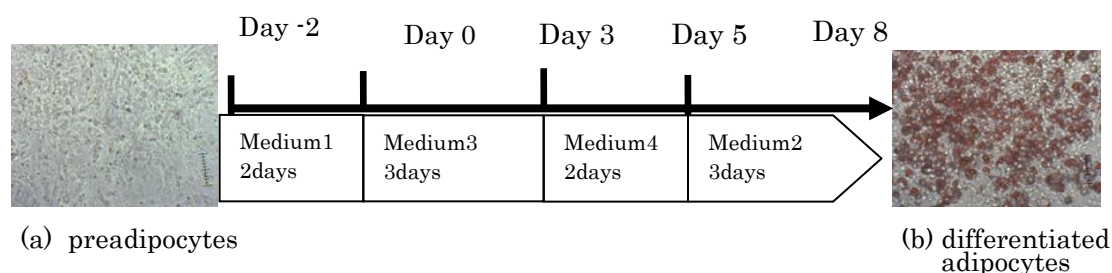 Day -2
Day 0
Day 3
Day 5
Day 8
Medium1
2days
Medium3
3days
Medium4
2days
Medium2
3days
(a) preadipocytes
(b) differentiated
adipocytes